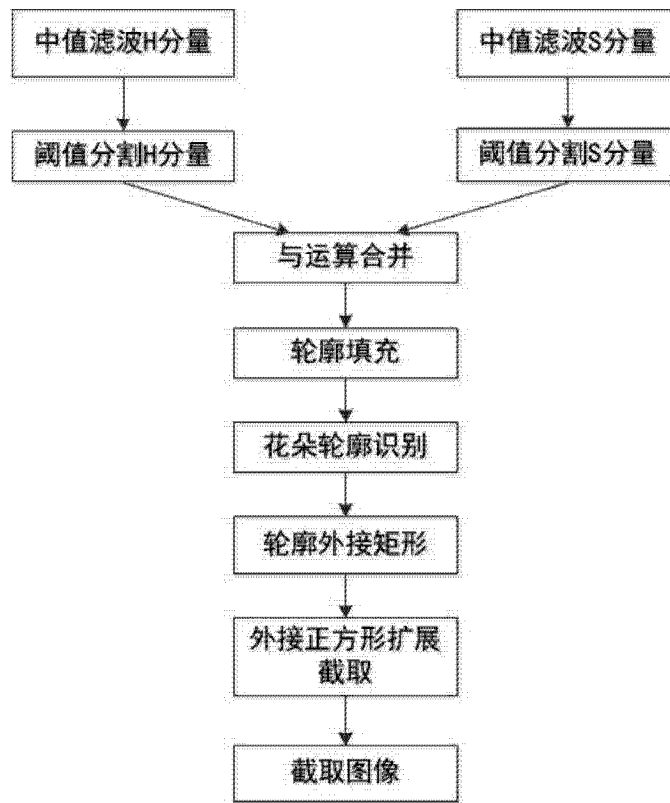 中值滤波H分量
中值滤波S分量
阈值分割H分量
阈值分割S分量
与运算合并
轮廓填充
花朵轮廓识别
轮廓外接矩形
外接正方形扩展
截取
截取图像